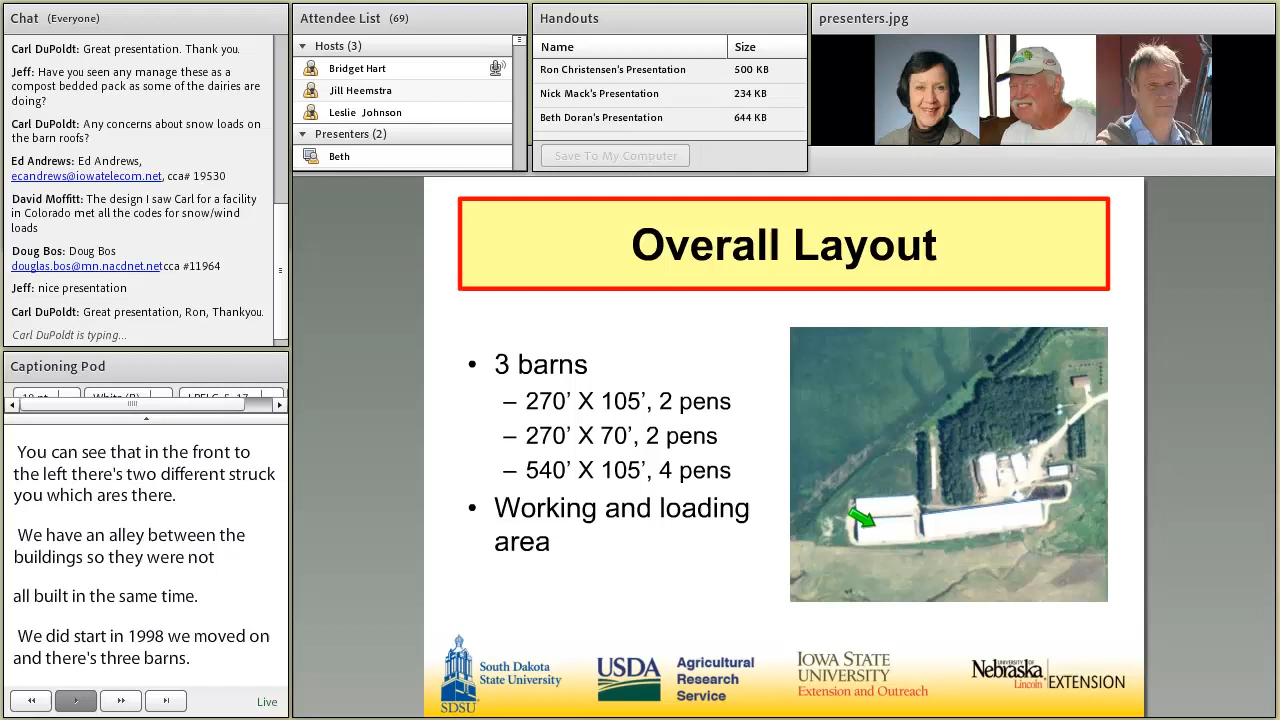 Chat (Everyone)
Carl DuPoldt: Great presentation. Thank you.
Jeff: Have you seen any manage these as a
compost bedded pack as some of the dairies are
doing?
Carl DuPoldt: Any concerns about snow loads on
the barn roofs?
Ed Andrews: Ed Andrews,
ecandrews@iowatelecom.net, cca# 19530
David Moffitt: The design I saw Carl for a facility
in Colorado met all the codes for snow/wind
loads
Doug Bos: Doug Bos
douglas.bos@mn.nacdnet.netcca #11964
Jeff: nice presentation
Carl DuPoldt: Great presentation, Ron, Thankyou.
Carl DuPoldt is typing...
Captioning Pod
You can see that in the front to
the left there's two different struck
you which ares there.
We have an alley between the
buildings so they were not
all built in the same time.
We did start in 1998 we moved on
and there's three barns.
Live
Attendee List (69)
Hosts (3)
Bridget Hart
Jill Heemstra
Leslie Johnson
Presenters (2)
Beth
Handouts
Name Size
Ron Christensen's Presentation 500 KB
Nick Mack's Presentation 234 KB
Beth Doran's Presentation 644 KB
Save To My Computer
presenters.jpg
Overall Layout
• 3 barns
– 270’ X 105’, 2 pens
– 270’ X 70’, 2 pens
– 540’ X 105’, 4 pens
• Working and loading
area
SDSU
South Dakota
State University
USDA
Agricultural
Research
Service
IOWA STATE
UNIVERSITY
Extension and Outreach
UNIVERSITY OF
Nebraska
Lincoln
EXTENSION